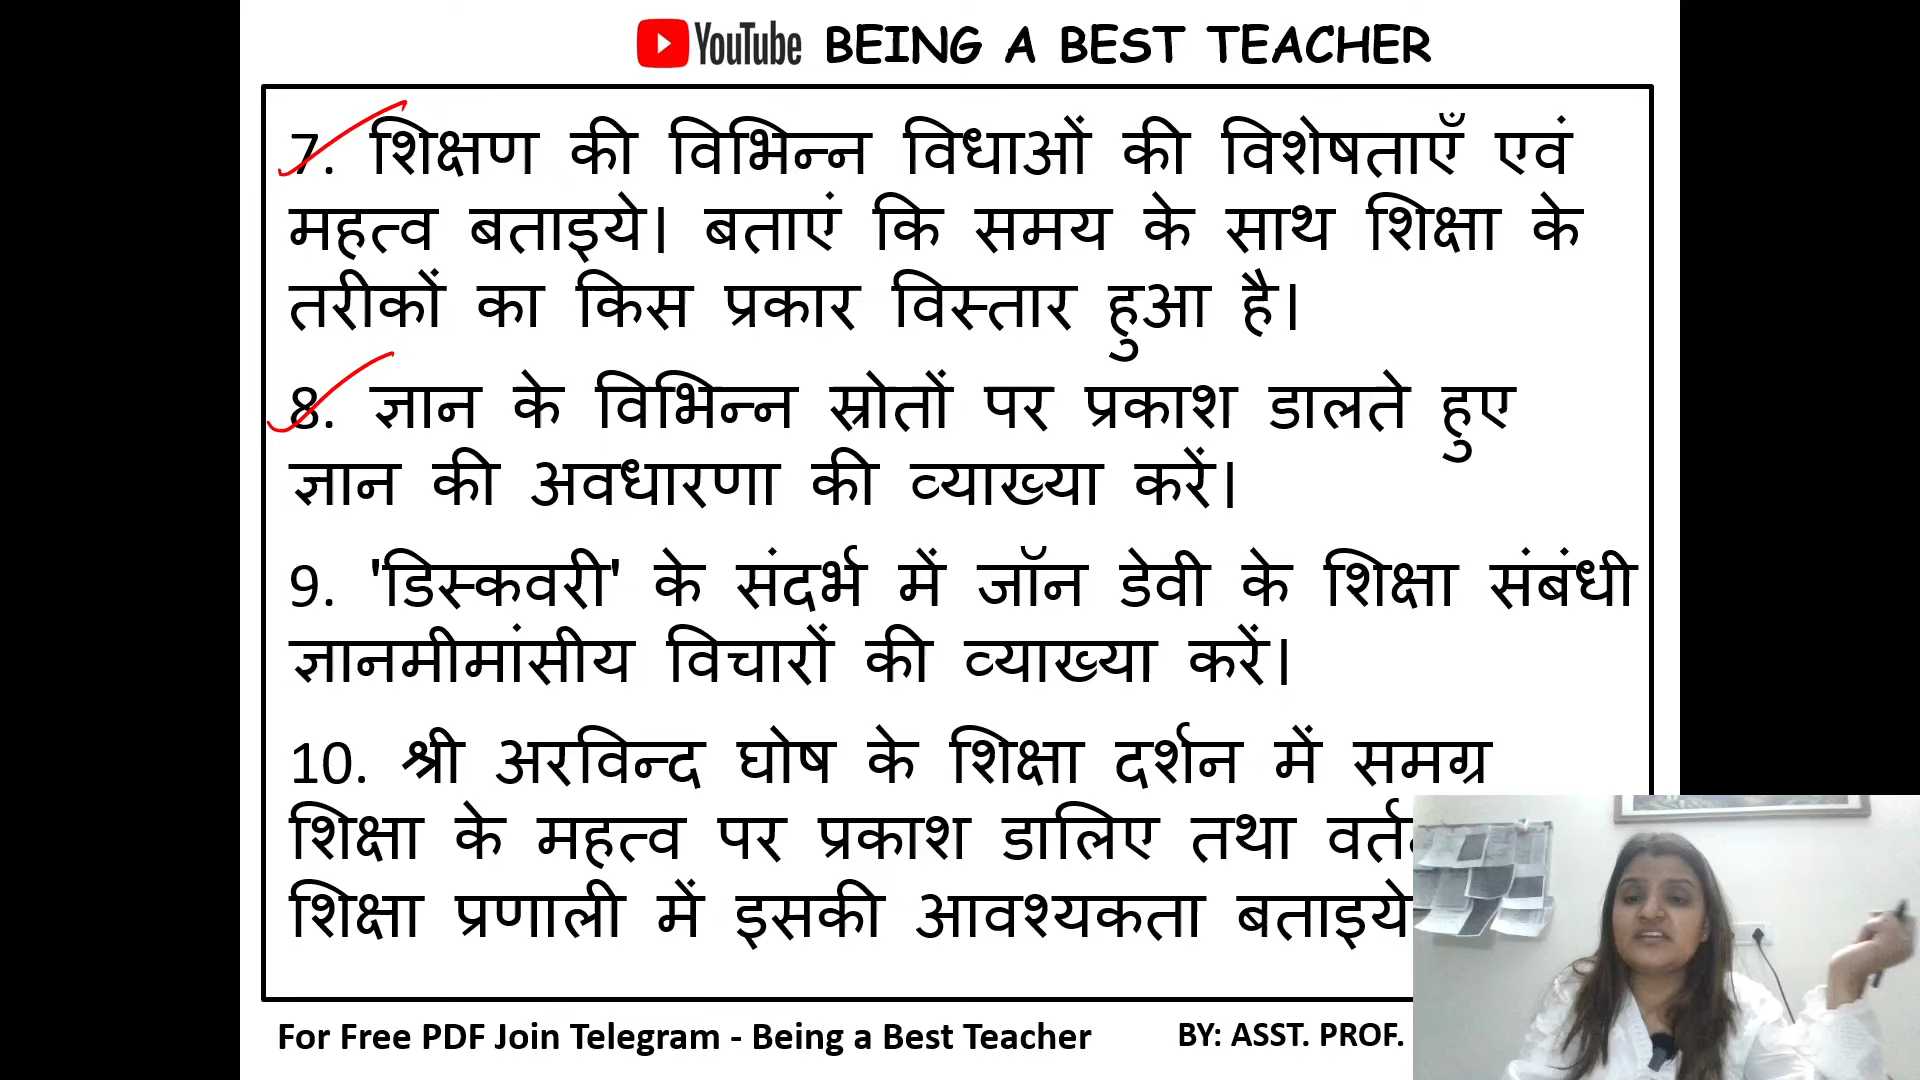 YouTube BEING A BEST TEACHER
7. शिक्षण की विभिन्न विधाओं की विशेषताएँ एवं
महत्व बताइये। बताएं कि समय के साथ शिक्षा के
तरीकों का किस प्रकार विस्तार हुआ है।
8. ज्ञान के विभिन्न स्रोतों पर प्रकाश डालते हुए
ज्ञान की अवधारणा की व्याख्या करें।
9. 'डिस्कवरी' के संदर्भ में जॉन डेवी के शिक्षा संबंधी
ज्ञानमीमांसीय विचारों की व्याख्या करें।
10. श्री अरविन्द घोष के शिक्षा दर्शन में समग्र
शिक्षा के महत्व पर प्रकाश डालिए तथा
शिक्षा प्रणाली में इसकी आवश्यकता बताइये
For Free PDF Join Telegram - Being a Best Teacher
BY: ASST. PROF.